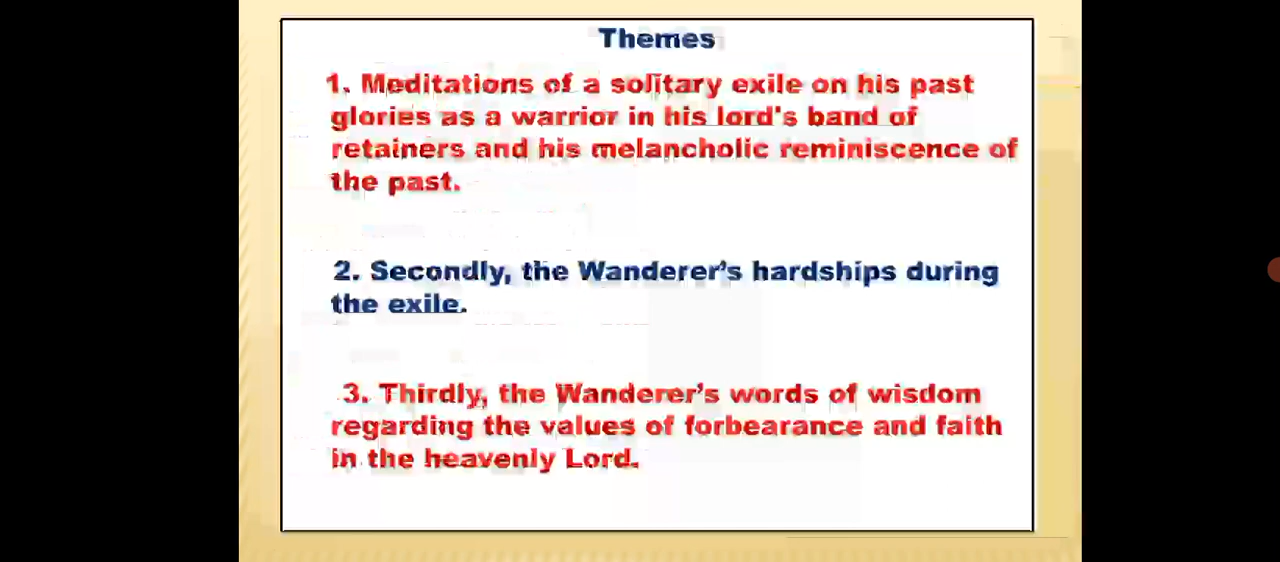 Themes
1. Meditations of a solitary exile on his past
glories as a warrior in his lord's band of
retainers and his melancholic reminiscence of
the past.
2. Secondly, the Wanderer's hardships during
the exile.
3. Thirdly, the Wanderer's words of wisdom
regarding the values of forbearance and faith
in the heavenly Lord.